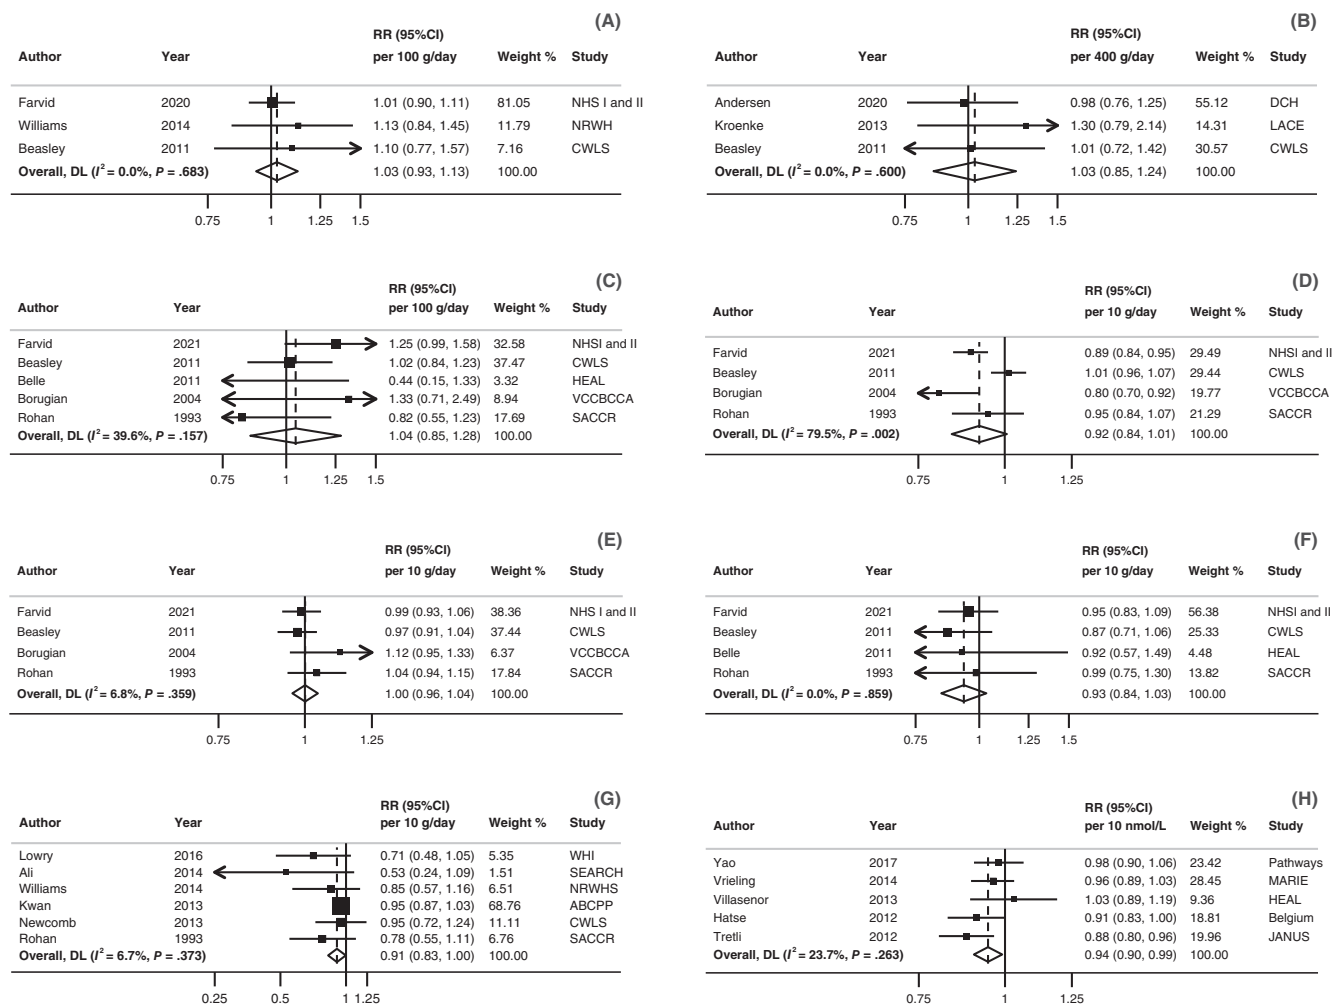 (A)
RR (95%CI)
Author Year per 100 g/day Weight % Study
Farvid 2020 1.01 (0.90, 1.11) 81.05 NHS I and II
Williams 2014 1.13 (0.84, 1.45) 11.79 NRWH
Beasley 2011 1.10 (0.77, 1.57) 7.16 CWLS
Overall, DL (I² = 0.0%, P = .683) 1.03 (0.93, 1.13) 100.00
0.75 1 1.25 1.5
(B)
RR (95%CI)
Author Year per 400 g/day Weight % Study
Andersen 2020 0.98 (0.76, 1.25) 55.12 DCH
Kroenke 2013 1.30 (0.79, 2.14) 14.31 LACE
Beasley 2011 1.01 (0.72, 1.42) 30.57 CWLS
Overall, DL (I² = 0.0%, P = .600) 1.03 (0.85, 1.24) 100.00
0.75 1 1.25 1.5
(C)
RR (95%CI)
Author Year per 100 g/day Weight % Study
Farvid 2021 1.25 (0.99, 1.58) 32.58 NHSI and II
Beasley 2011 1.02 (0.84, 1.23) 37.47 CWLS
Belle 2011 0.44 (0.15, 1.33) 3.32 HEAL
Borugian 2004 1.33 (0.71, 2.49) 8.94 VCCBCCA
Rohan 1993 0.82 (0.55, 1.23) 17.69 SACCR
Overall, DL (I² = 39.6%, P = .157) 1.04 (0.85, 1.28) 100.00
0.75 1 1.25 1.5
(D)
RR (95%CI)
Author Year per 10 g/day Weight % Study
Farvid 2021 0.89 (0.84, 0.95) 29.49 NHSI and II
Beasley 2011 1.01 (0.96, 1.07) 29.44 CWLS
Borugian 2004 0.80 (0.70, 0.92) 19.77 VCCBCCA
Rohan 1993 0.95 (0.84, 1.07) 21.29 SACCR
Overall, DL (I² = 79.5%, P = .002) 0.92 (0.84, 1.01) 100.00
0.75 1 1.25
(E)
RR (95%CI)
Author Year per 10 g/day Weight % Study
Farvid 2021 0.99 (0.93, 1.06) 38.36 NHS I and II
Beasley 2011 0.97 (0.91, 1.04) 37.44 CWLS
Borugian 2004 1.12 (0.95, 1.33) 6.37 VCCBCCA
Rohan 1993 1.04 (0.94, 1.15) 17.84 SACCR
Overall, DL (I² = 6.8%, P = .359) 1.00 (0.96, 1.04) 100.00
0.75 1 1.25
(F)
RR (95%CI)
Author Year per 10 g/day Weight % Study
Farvid 2021 0.95 (0.83, 1.09) 56.38 NHSI and II
Beasley 2011 0.87 (0.71, 1.06) 25.33 CWLS
Belle 2011 0.92 (0.57, 1.49) 4.48 HEAL
Rohan 1993 0.99 (0.75, 1.30) 13.82 SACCR
Overall, DL (I² = 0.0%, P = .859) 0.93 (0.84, 1.03) 100.00
0.75 1 1.25 1.5
(G)
RR (95%CI)
Author Year per 10 g/day Weight % Study
Lowry 2016 0.71 (0.48, 1.05) 5.35 WHI
Ali 2014 0.53 (0.24, 1.09) 1.51 SEARCH
Williams 2014 0.85 (0.57, 1.16) 6.51 NRWHS
Kwan 2013 0.95 (0.87, 1.03) 68.76 ABCPP
Newcomb 2013 0.95 (0.72, 1.24) 11.11 CWLS
Rohan 1993 0.78 (0.55, 1.11) 6.76 SACCR
Overall, DL (I² = 6.7%, P = .373) 0.91 (0.83, 1.00) 100.00
0.25 0.5 1 1.25
(H)
RR (95%CI)
Author Year per 10 nmol/L Weight % Study
Yao 2017 0.98 (0.90, 1.06) 23.42 Pathways
Vrieling 2014 0.96 (0.89, 1.03) 28.45 MARIE
Villasenor 2013 1.03 (0.89, 1.19) 9.36 HEAL
Hatse 2012 0.91 (0.83, 1.00) 18.81 Belgium
Tretli 2012 0.88 (0.80, 0.96) 19.96 JANUS
Overall, DL (I² = 23.7%, P = .263) 0.94 (0.90, 0.99) 100.00
0.75 1 1.25